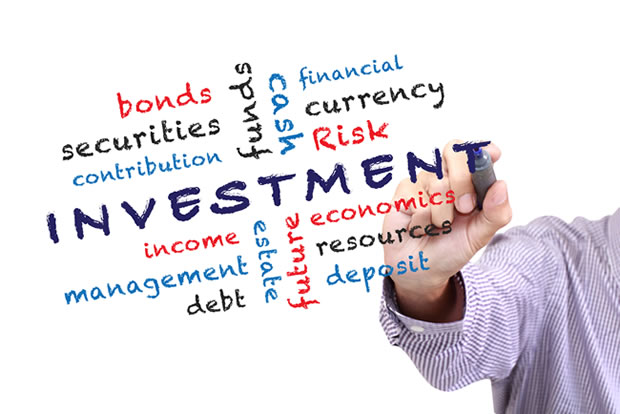 bonds
funds
cash
financial
securities
currency
contribution
Risk
INVESTMENT
income
estate
future
economics
management
resources
debt
deposit